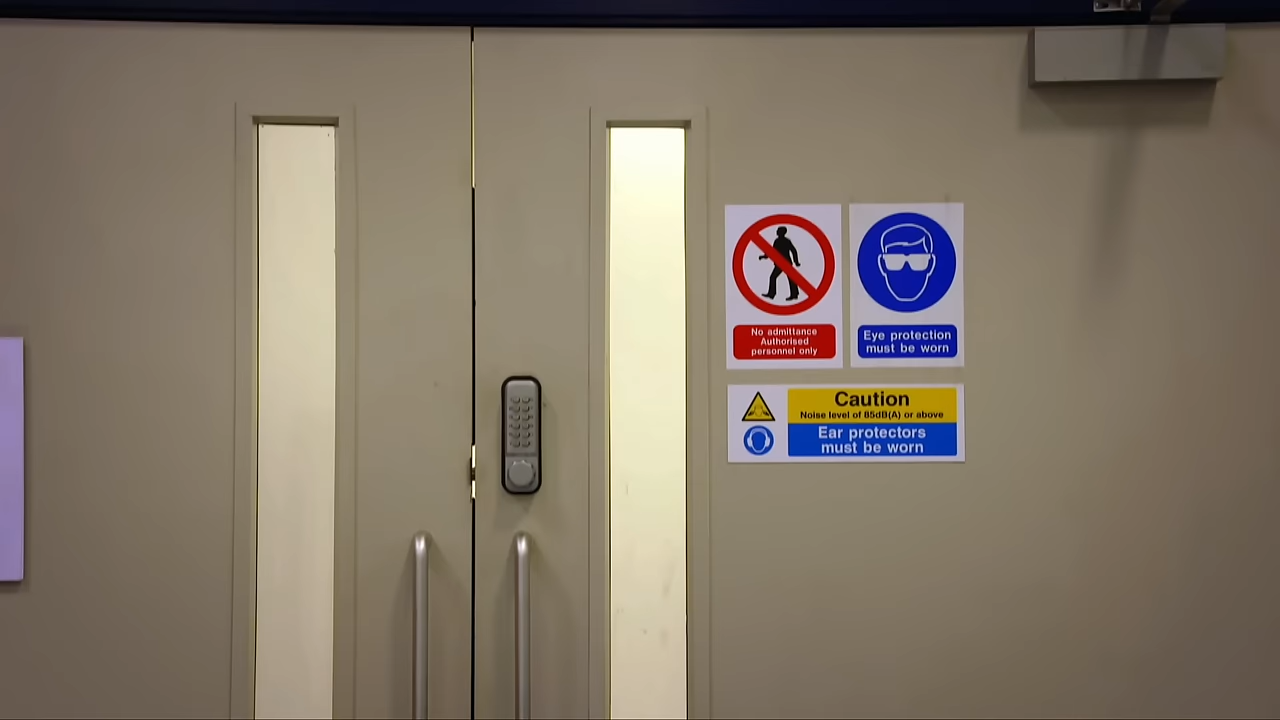 No admittance
Authorised
personnel only
Eye protection
must be worn
Caution
Noise level of 85dB(A) or above
Ear protectors
must be worn